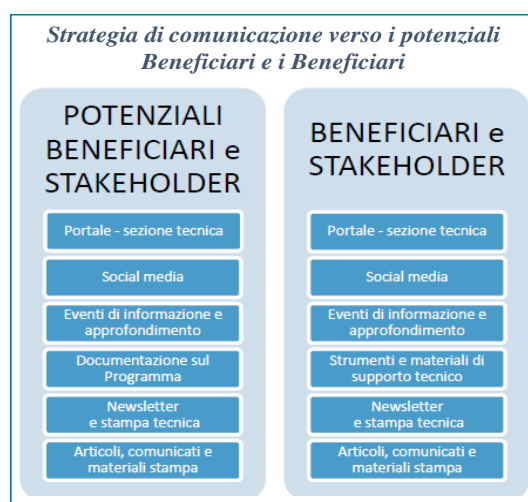 Strategia di comunicazione verso i potenziali
Beneficiari e i Beneficiari
POTENZIALI
BENEFICIARI e
STAKEHOLDER
Portale - sezione tecnica
Social media
Eventi di informazione e
approfondimento
Documentazione sul
Programma
Newsletter
e stampa tecnica
Articoli, comunicati e
materiali stampa
BENEFICIARI e
STAKEHOLDER
Portale - sezione tecnica
Social media
Eventi di informazione e
approfondimento
Strumenti e materiali di
supporto tecnico
Newsletter
e stampa tecnica
Articoli, comunicati e
materiali stampa